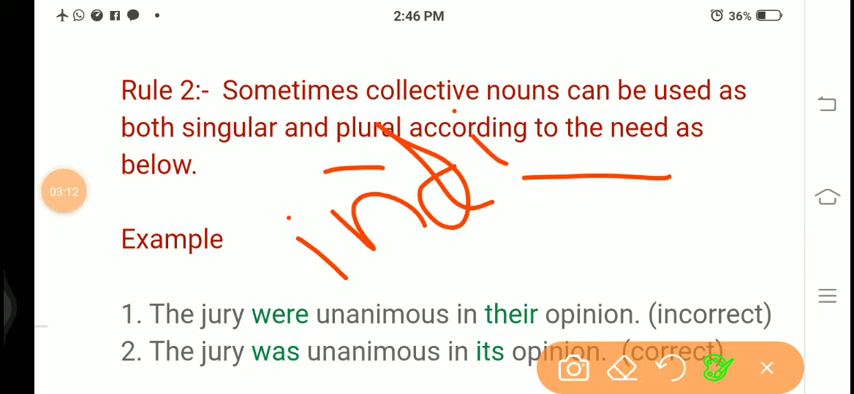 2:46 PM
36%
Rule 2:- Sometimes collective nouns can be used as
both singular and plural according to the need as
below.
indi
03:12
Example
1. The jury were unanimous in their opinion. (incorrect)
2. The jury was unanimous in its opinion. (correct)